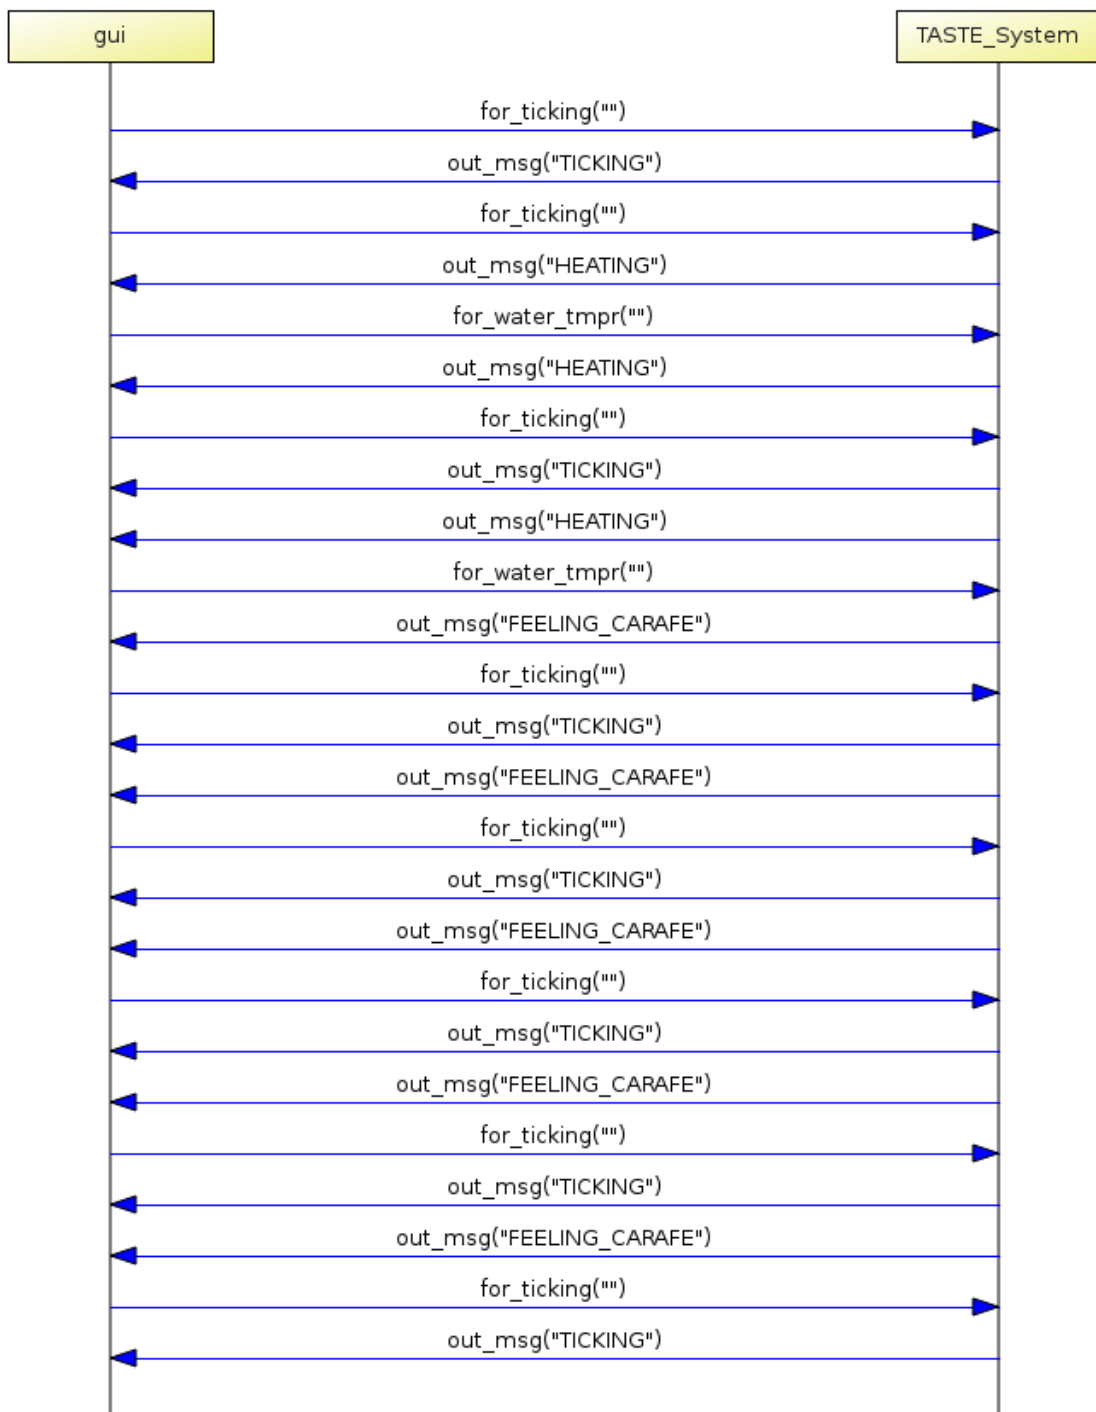 gui
TASTE_System
for_ticking("")
out_msg("TICKING")
for_ticking("")
out_msg("HEATING")
for_water_tmpr("")
out_msg("HEATING")
for_ticking("")
out_msg("TICKING")
out_msg("HEATING")
for_water_tmpr("")
out_msg("FEELING_CARAFE")
for_ticking("")
out_msg("TICKING")
out_msg("FEELING_CARAFE")
for_ticking("")
out_msg("TICKING")
out_msg("FEELING_CARAFE")
for_ticking("")
out_msg("TICKING")
out_msg("FEELING_CARAFE")
for_ticking("")
out_msg("TICKING")
out_msg("FEELING_CARAFE")
for_ticking("")
out_msg("TICKING")